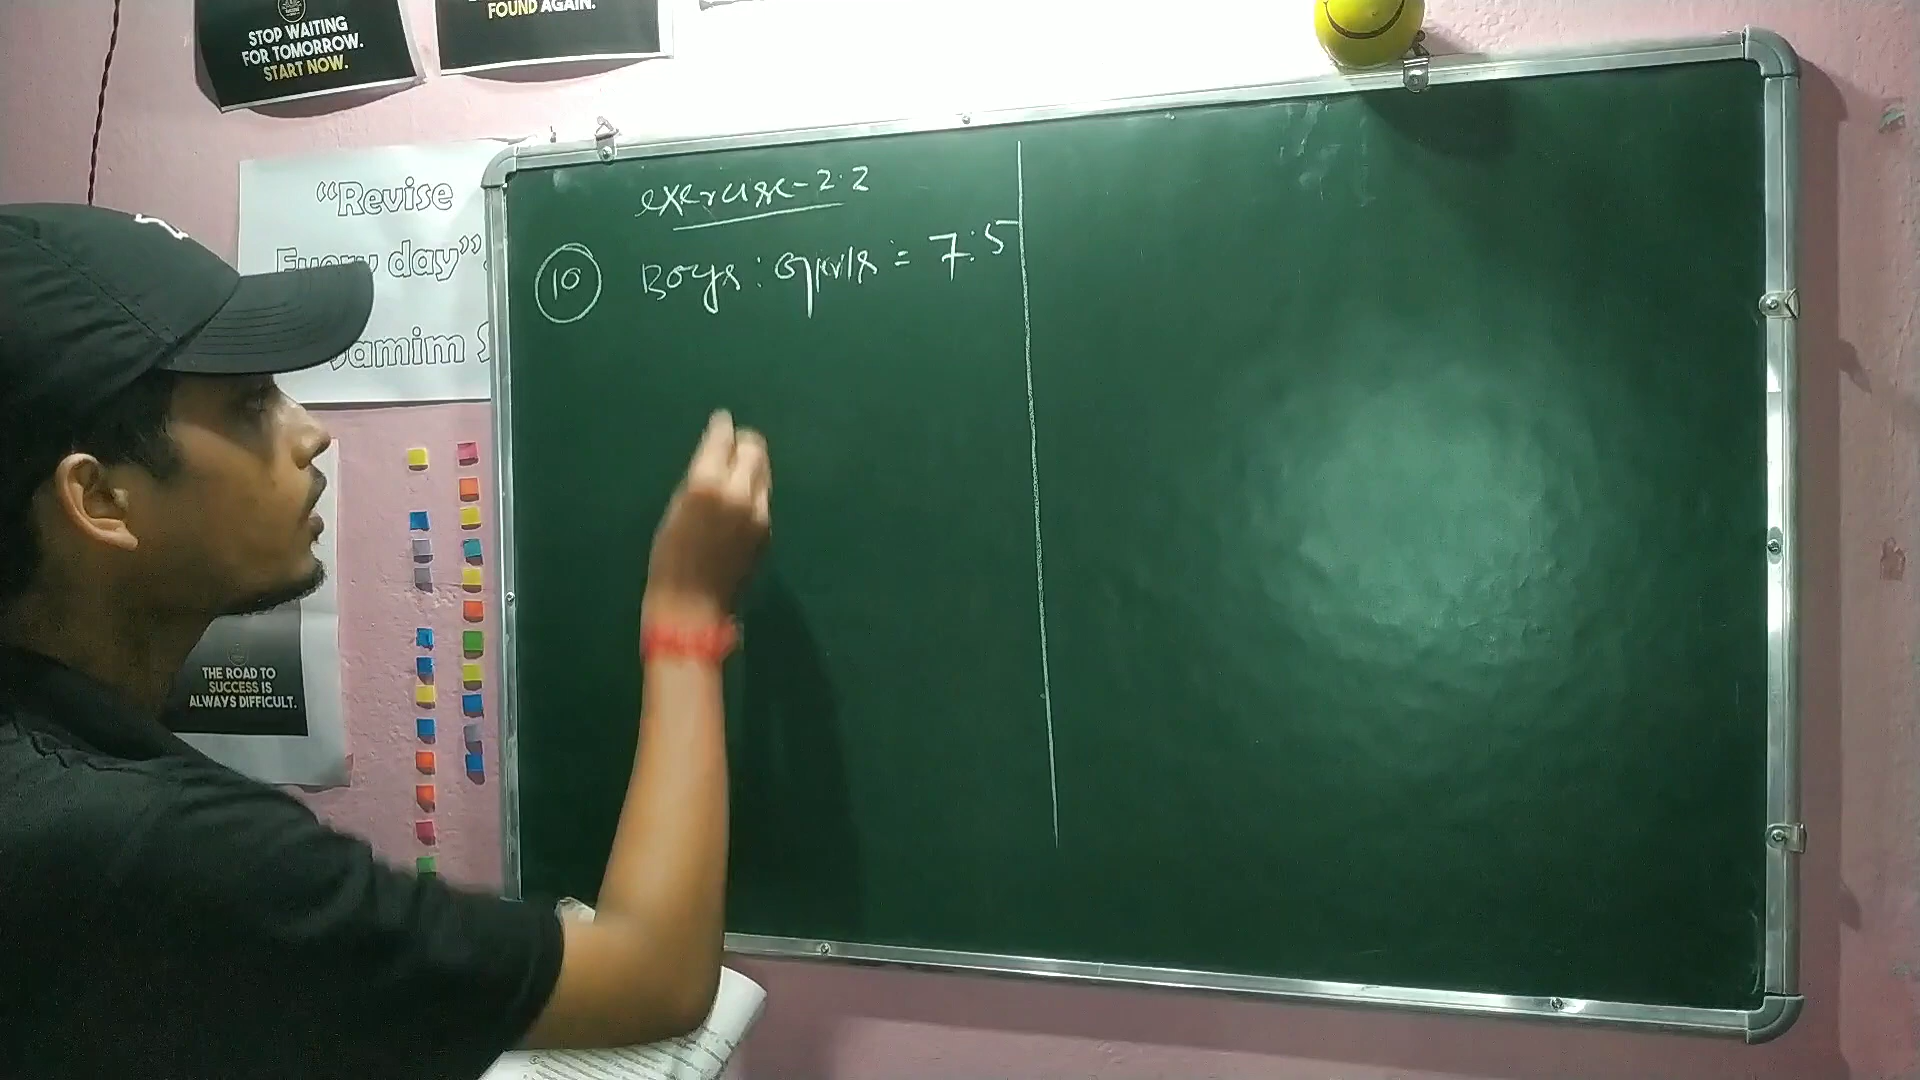 FOUND AGAIN.
STOP WAITING
FOR TOMORROW.
START NOW.
"Revise
Every day"
amim S
exercise-2.2
10 Boys : Girls = 7:5
THE ROAD TO
SUCCESS IS
ALWAYS DIFFICULT.